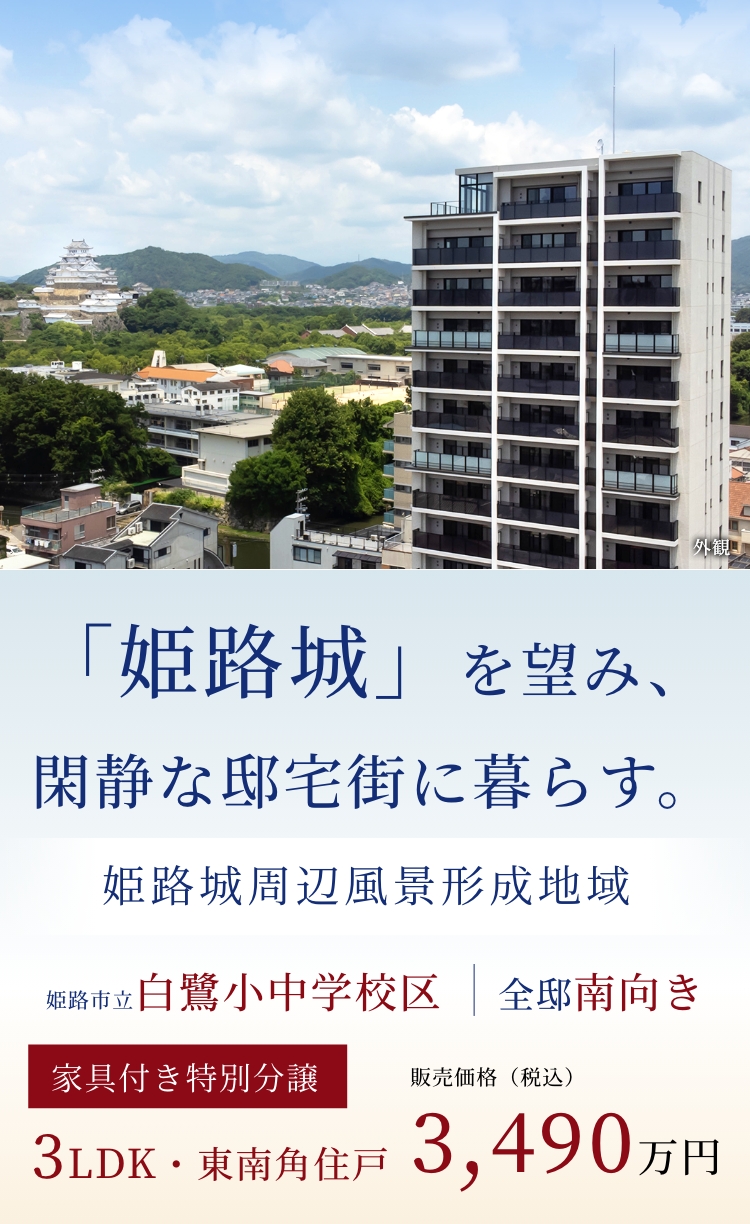 外観
「姫路城」を望み、
閑静な邸宅街に暮らす。
姫路城周辺風景形成地域
姫路市立白鷺小中学校区｜全邸南向き
家具付き特別分譲
3LDK・東南角住戸
販売価格（税込）
3,490万円